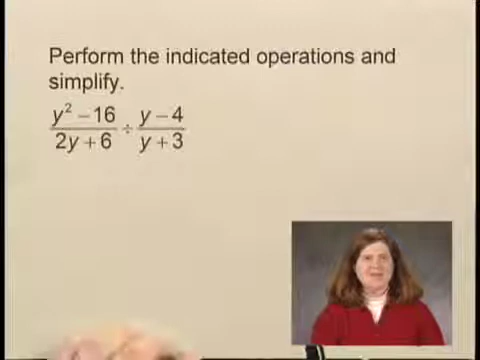 Perform the indicated operations and
simplify.
y² − 16 / 2y + 6 ÷ y − 4 / y + 3